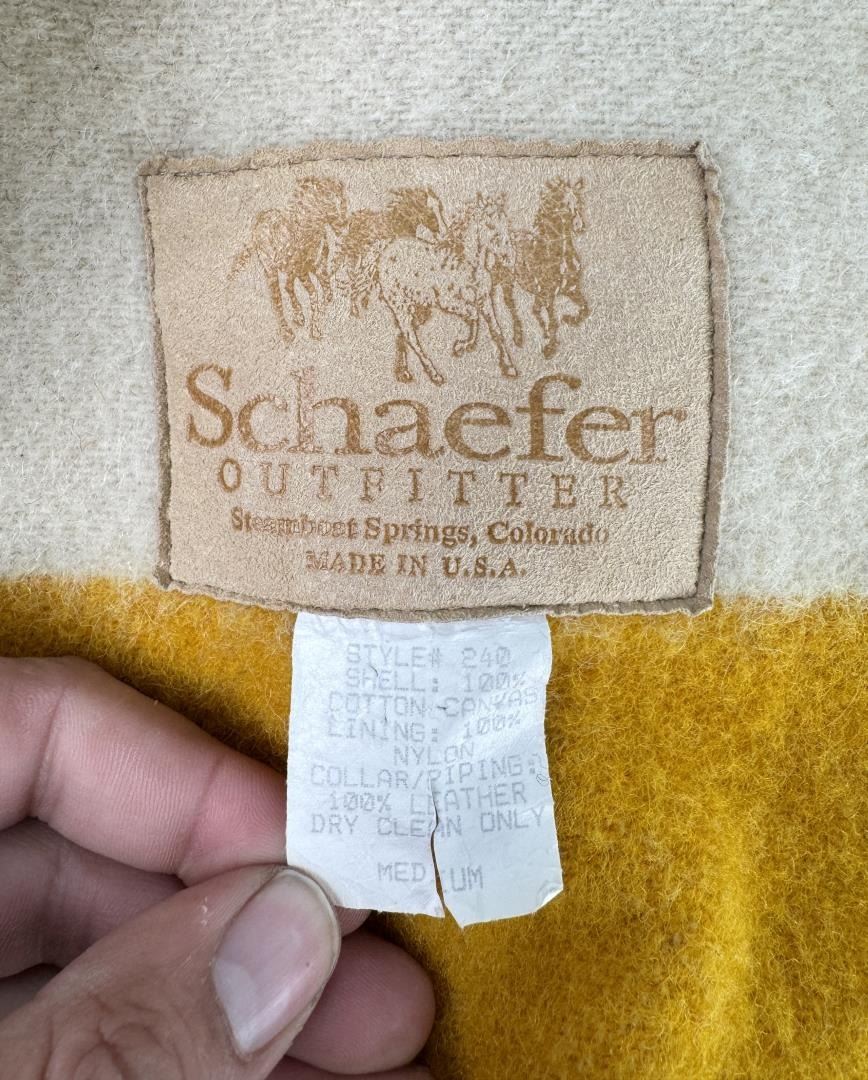 Schaefer
OUTFITTER
Steamboat Springs, Colorado
MADE IN U.S.A.
STYLE# 240
SHELL: 100%
COTTON CANVAS
LINING: 100%
NYLON
COLLAR/PIPING:
100% LEATHER
DRY CLEAN ONLY
MEDIUM